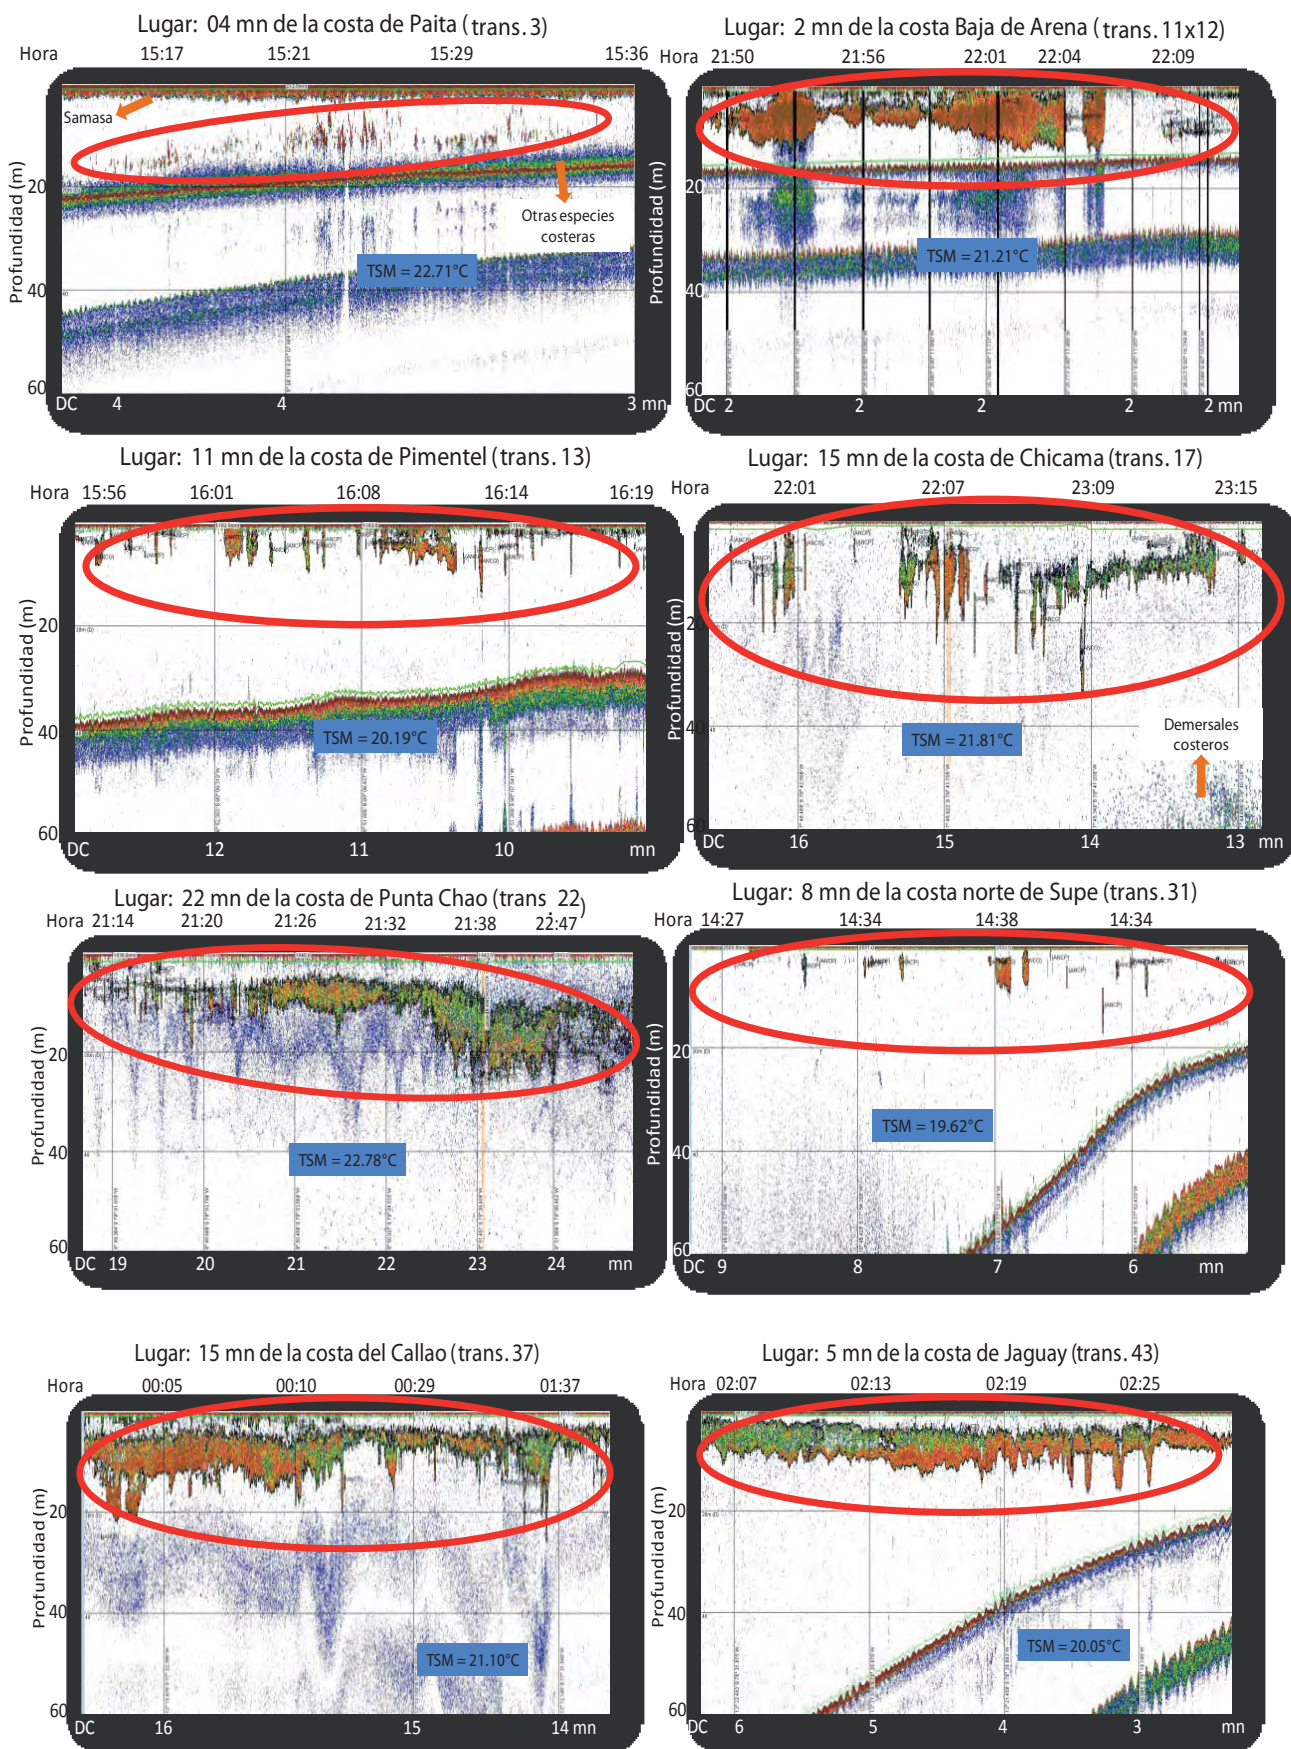 Lugar: 04 mn de la costa de Paita (trans. 3)
Hora 15:17 15:21 15:29 15:36
Samasa
Otras especies
costeras
TSM = 22.71°C
Profundidad (m)
20
40
60
DC 4 4 3 mn
Lugar: 2 mn de la costa Baja de Arena (trans. 11x12)
Hora 21:50 21:56 22:01 22:04 22:09
TSM = 21.21°C
Profundidad (m)
20
40
60
DC 2 2 2 2 2 mn
Lugar: 11 mn de la costa de Pimentel (trans. 13)
Hora 15:56 16:01 16:08 16:14 16:19
TSM = 20.19°C
Profundidad (m)
20
40
60
DC 12 11 10 mn
Lugar: 15 mn de la costa de Chicama (trans. 17)
Hora 22:01 22:07 23:09 23:15
Demersales
costeros
TSM = 21.81°C
Profundidad (m)
20
40
60
DC 16 15 14 13 mn
Lugar: 22 mn de la costa de Punta Chao (trans 22)
Hora 21:14 21:20 21:26 21:32 21:38 22:47
TSM = 22.78°C
Profundidad (m)
20
40
60
DC 19 20 21 22 23 24 mn
Lugar: 8 mn de la costa norte de Supe (trans. 31)
Hora 14:27 14:34 14:38 14:34
TSM = 19.62°C
Profundidad (m)
20
40
60
DC 9 8 7 6 mn
Lugar: 15 mn de la costa del Callao (trans. 37)
Hora 00:05 00:10 00:29 01:37
TSM = 21.10°C
Profundidad (m)
20
40
60
DC 16 15 14 mn
Lugar: 5 mn de la costa de Jaguay (trans. 43)
Hora 02:07 02:13 02:19 02:25
TSM = 20.05°C
Profundidad (m)
20
40
60
DC 6 5 4 3 mn